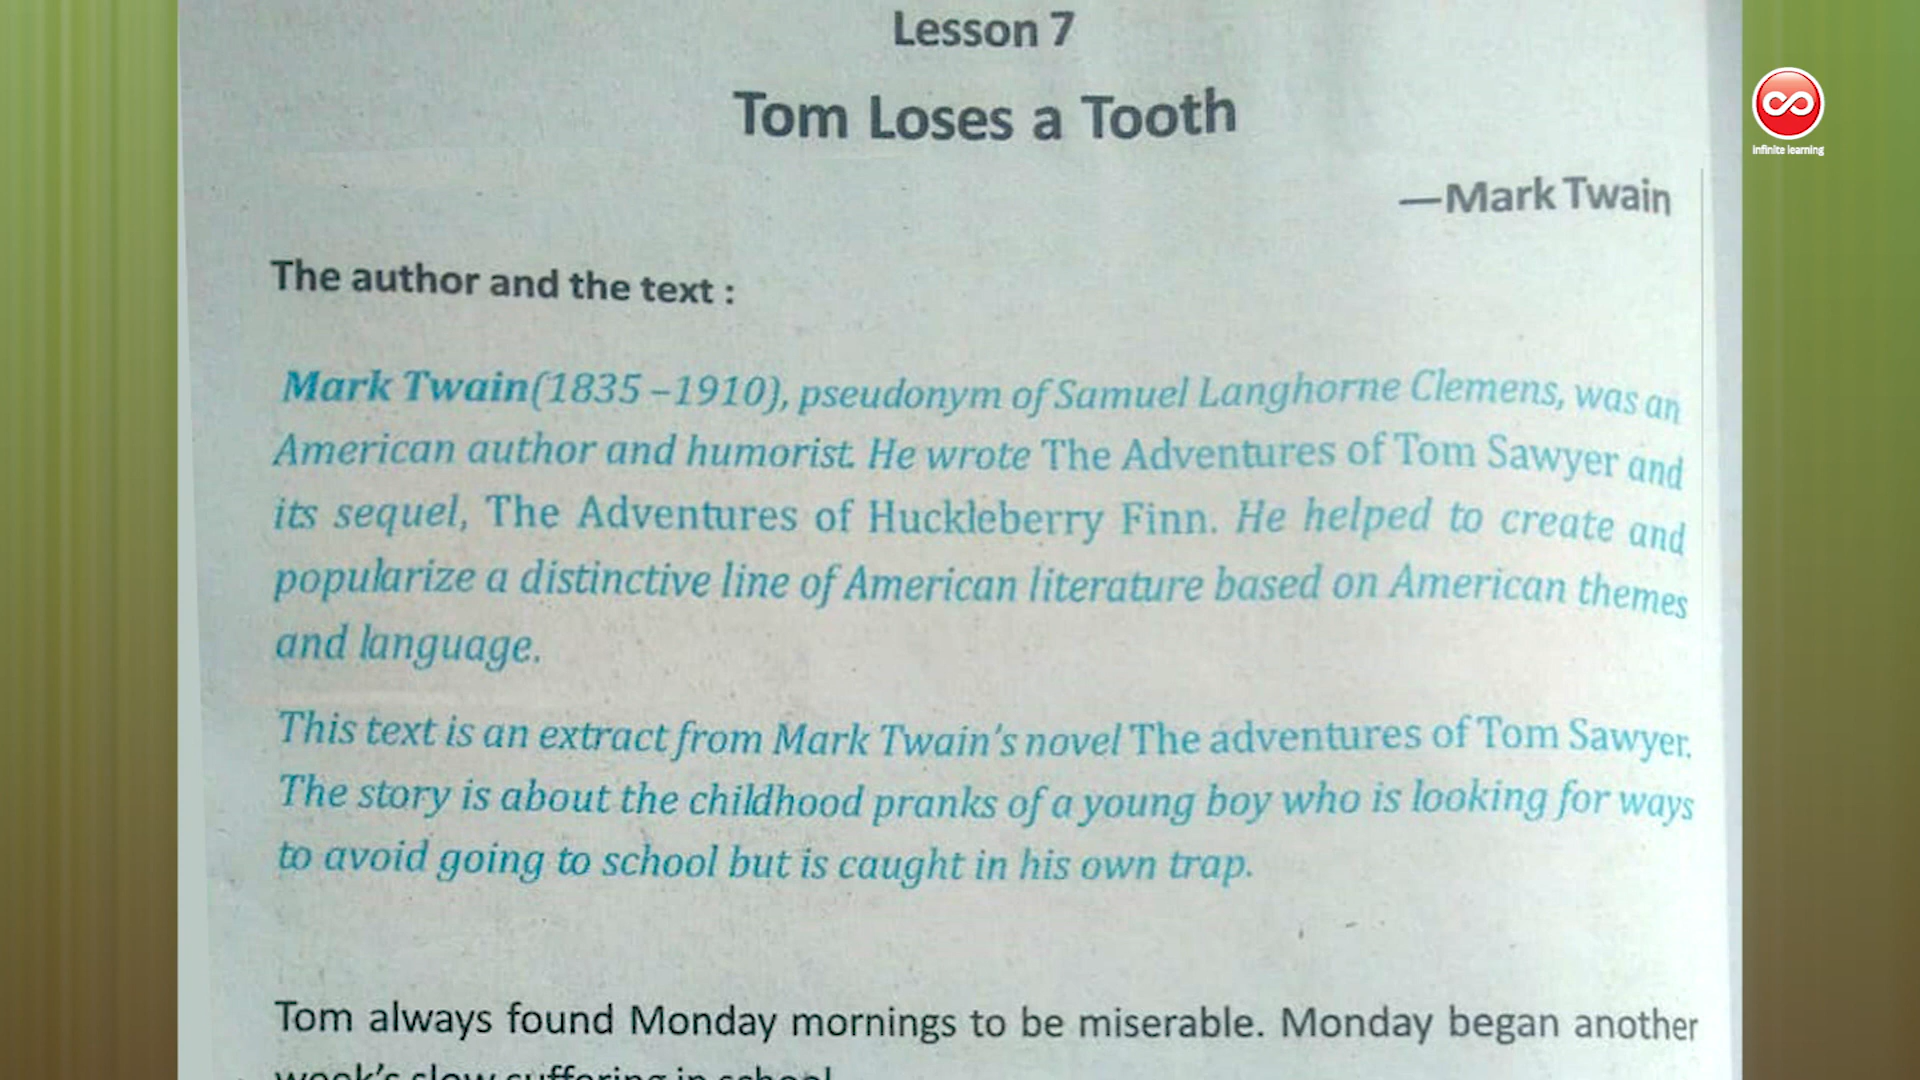 Lesson 7
Tom Loses a Tooth
infinite learning
—Mark Twain
The author and the text :
Mark Twain(1835 –1910), pseudonym of Samuel Langhorne Clemens, was an
American author and humorist. He wrote The Adventures of Tom Sawyer and
its sequel, The Adventures of Huckleberry Finn. He helped to create and
popularize a distinctive line of American literature based on American themes
and language.
This text is an extract from Mark Twain's novel The adventures of Tom Sawyer.
The story is about the childhood pranks of a young boy who is looking for ways
to avoid going to school but is caught in his own trap.
Tom always found Monday mornings to be miserable. Monday began another
week's slow suffering in school